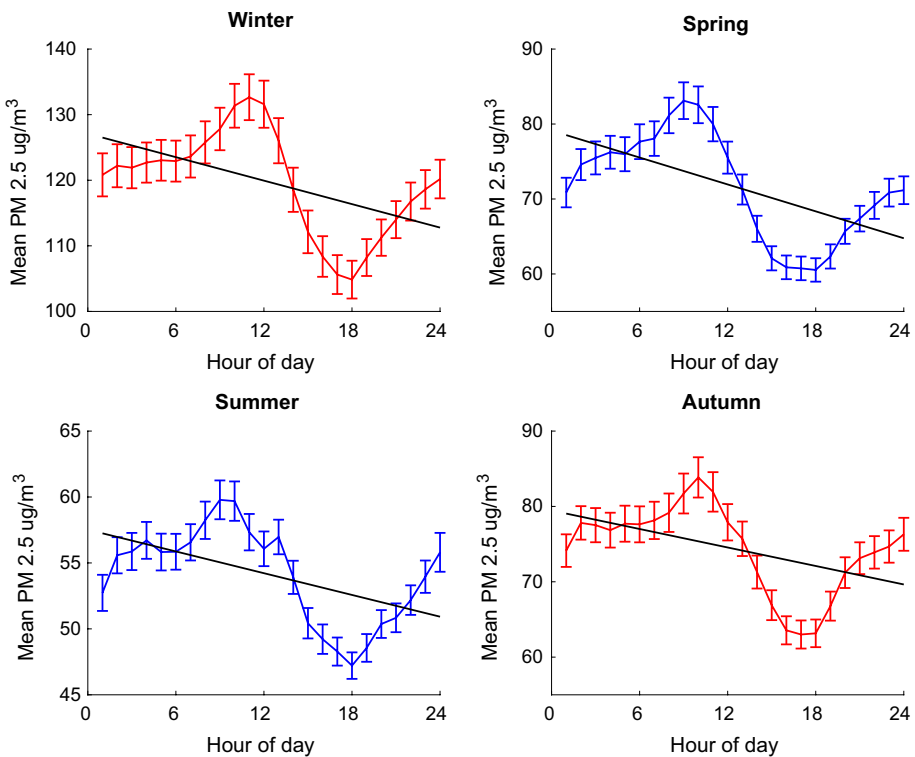 Winter
Mean PM 2.5 ug/m³
140
130
120
110
100
0 6 12 18 24
Hour of day
Spring
Mean PM 2.5 ug/m³
90
80
70
60
0 6 12 18 24
Hour of day
Summer
Mean PM 2.5 ug/m³
65
60
55
50
45
0 6 12 18 24
Hour of day
Autumn
Mean PM 2.5 ug/m³
90
80
70
60
0 6 12 18 24
Hour of day